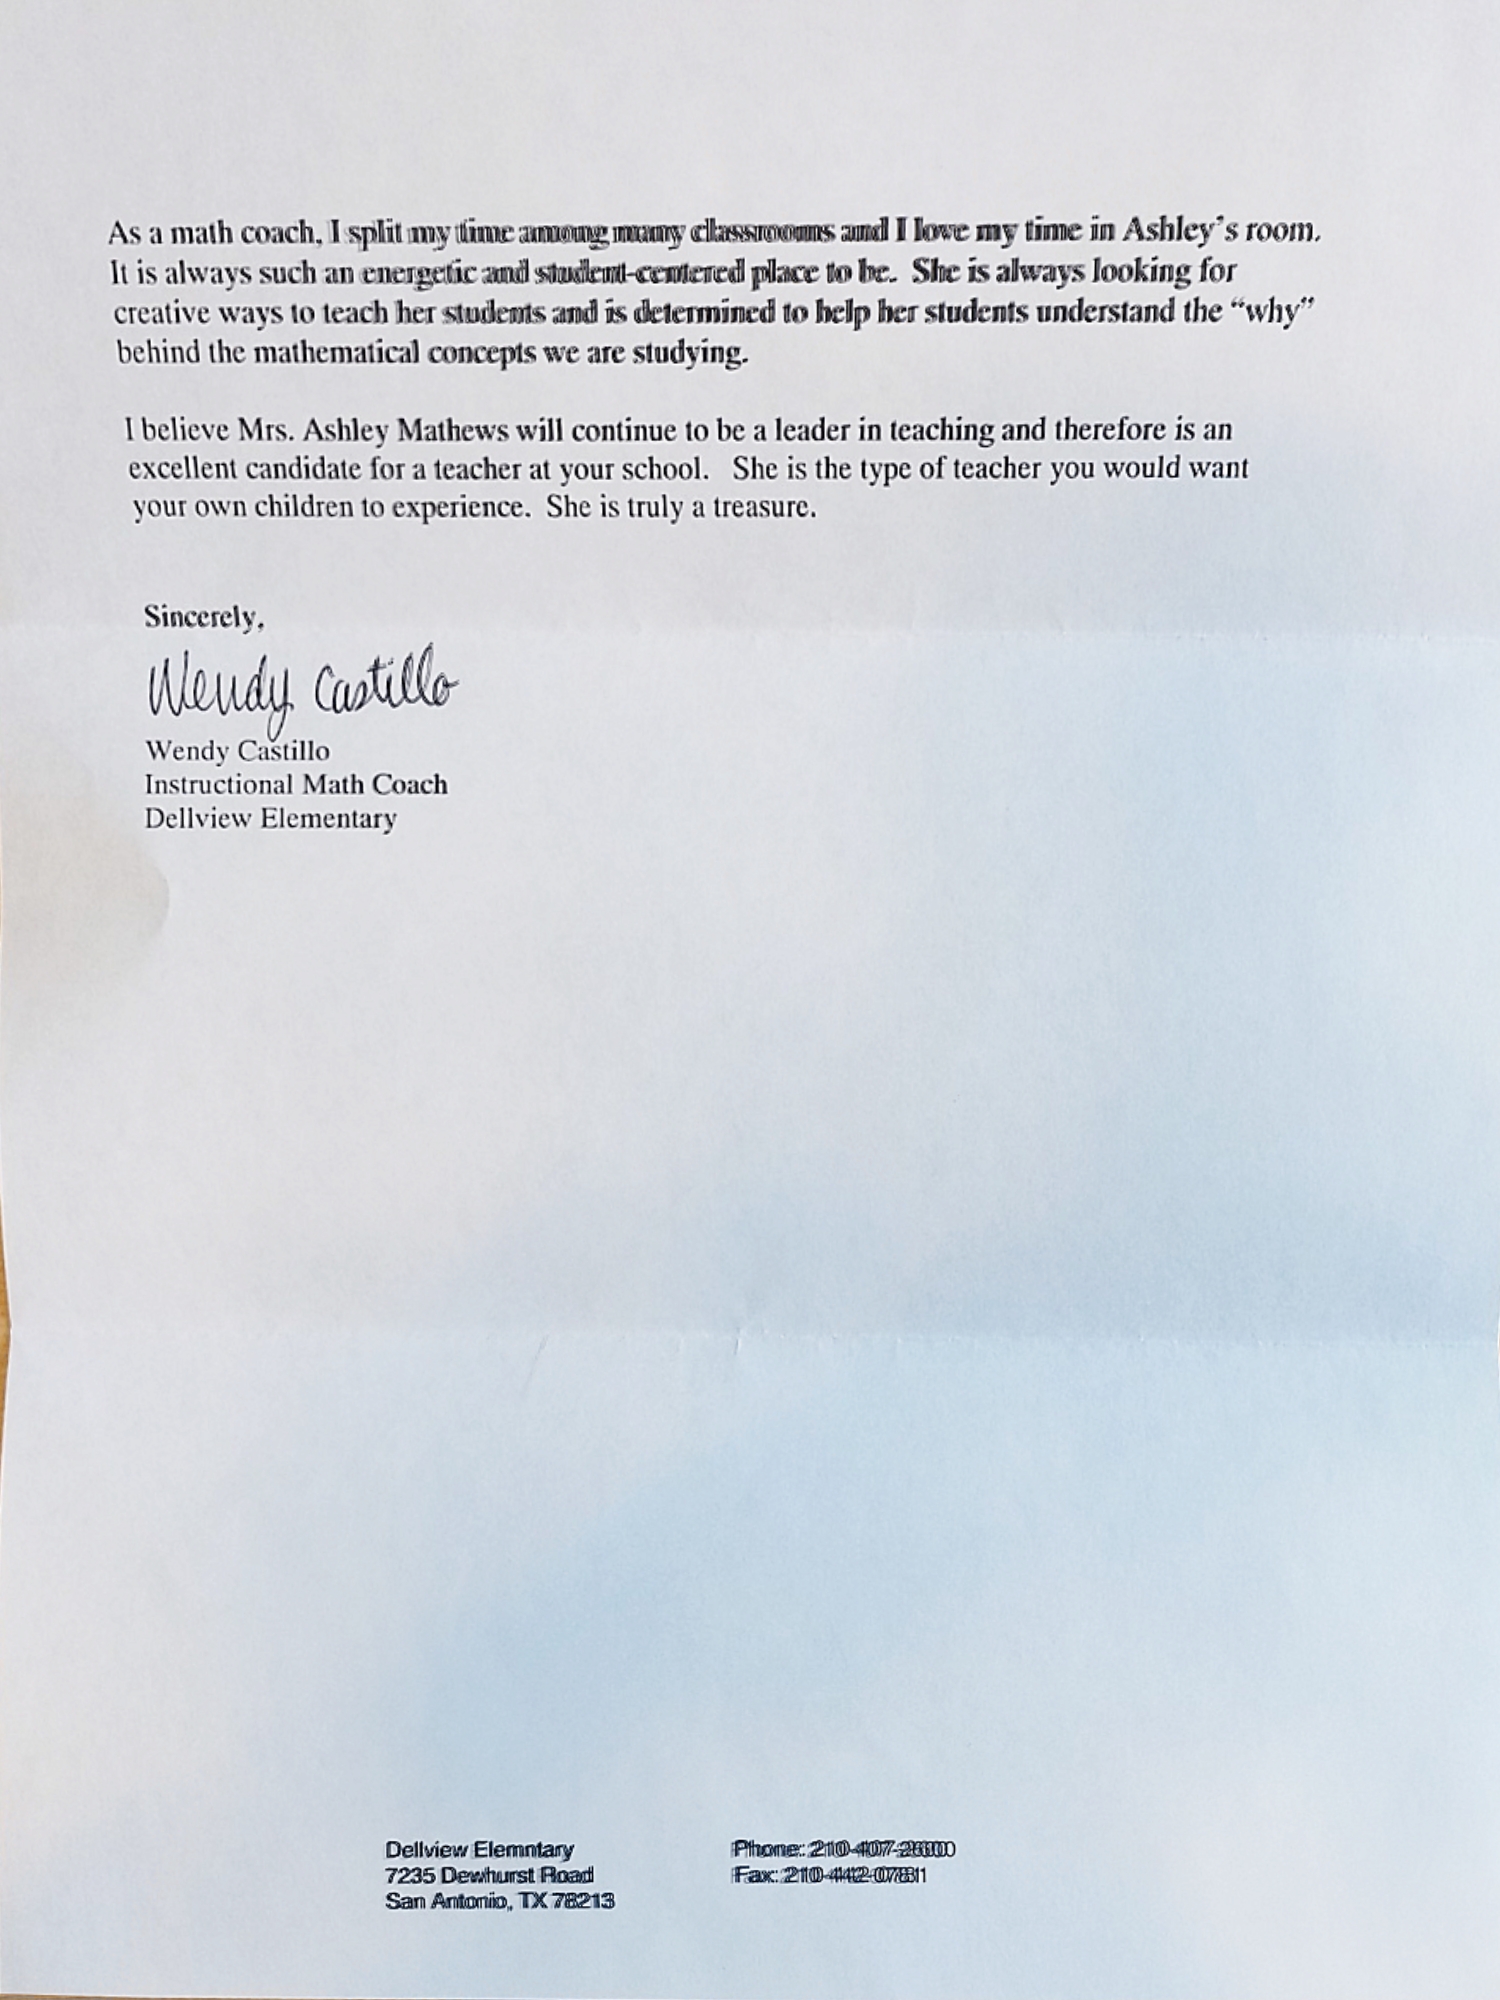 As a math coach, I split my time among many classrooms and I love my time in Ashley's room.
It is always such an energetic and student-centered place to be.  She is always looking for
creative ways to teach her students and is determined to help her students understand the “why”
behind the mathematical concepts we are studying.
I believe Mrs. Ashley Mathews will continue to be a leader in teaching and therefore is an
excellent candidate for a teacher at your school.   She is the type of teacher you would want
your own children to experience.  She is truly a treasure.
Sincerely,
Wendy Castillo
Wendy Castillo
Instructional Math Coach
Dellview Elementary
Dellview Elemntary
7235 Dewhurst Road
San Antonio, TX 78213
Phone:
Fax: